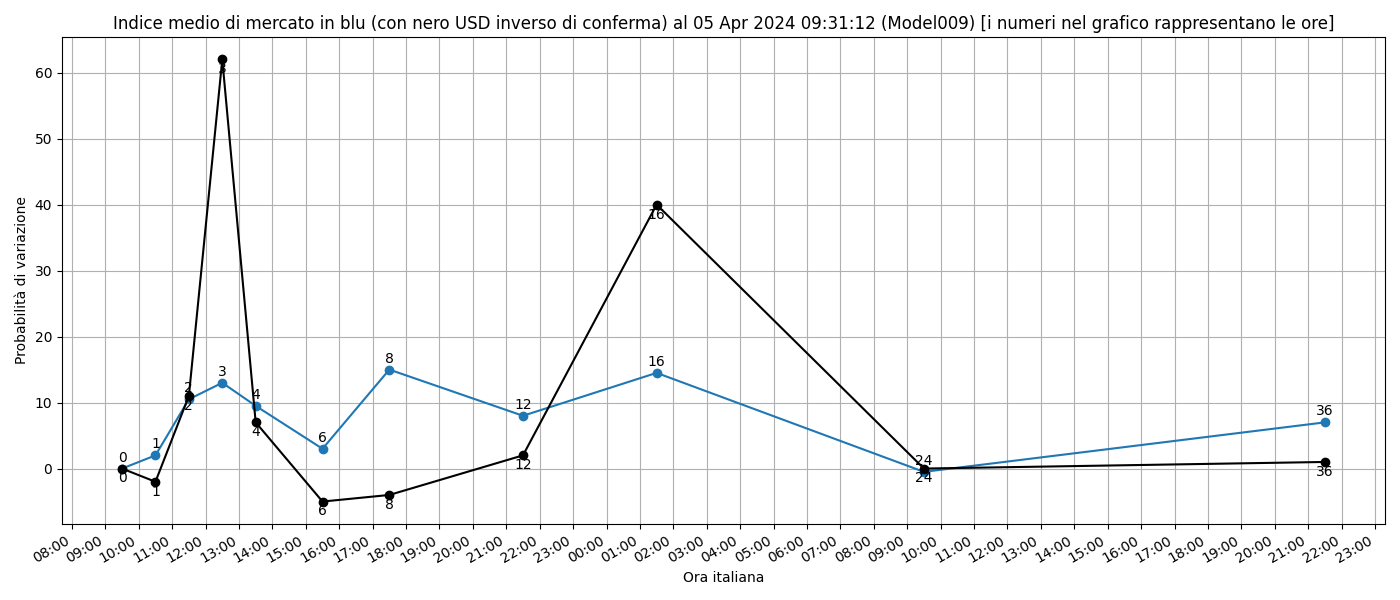 Indice medio di mercato in blu (con nero USD inverso di conferma) al 05 Apr 2024 09:31:12 (Model009) [i numeri nel grafico rappresentano le ore]
Probabilità di variazione
60
50
40
30
20
10
0
0 1 2 3 4 6 8 12 16 24 36
0 1 2 3 4 6 8 12 16 24 36
08:00 09:00 10:00 11:00 12:00 13:00 14:00 15:00 16:00 17:00 18:00 19:00 20:00 21:00 22:00 23:00 00:00 01:00 02:00 03:00 04:00 05:00 06:00 07:00 08:00 09:00 10:00 11:00 12:00 13:00 14:00 15:00 16:00 17:00 18:00 19:00 20:00 21:00 22:00 23:00
Ora italiana